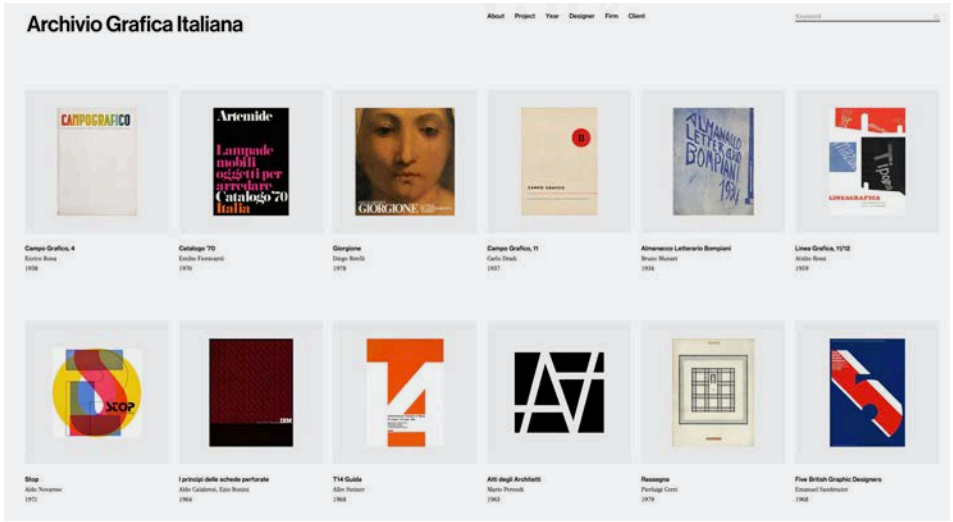 Archivio Grafica Italiana
About Project Year Designer Firm Client
Keyword
CAMPOGRAFICO
Artemide
Lampade
mobili
oggetti per
arredare
Catalogo '70
Italia
GIORGIONE
11
CAMPO GRAFICO
ALMANACCO
LETTERARIO
BOMPIANI
1934
Tipogra
LINEAGRAFICA
Campo Grafico, 4
Catalogo '70
Giorgione
Campo Grafico, 11
Almanacco Letterario Bompiani
Linea Grafica, 11/12
Enrico Bona
Emilio Fioravanti
Diego Birelli
Carlo Dradi
Bruno Munari
Attilio Rossi
1938
1970
1978
1937
1934
1959
STOP
IBM
T14
Stop
I principi delle schede perforate
T14 Guida
Atti degli Architetti
Rassegna
Five British Graphic Designers
Aldo Novarese
Aldo Calabresi, Ezio Bonini
Albe Steiner
Mario Perondi
Pierluigi Cerri
Emanuel Sandreuter
1971
1964
1968
1963
1979
1968